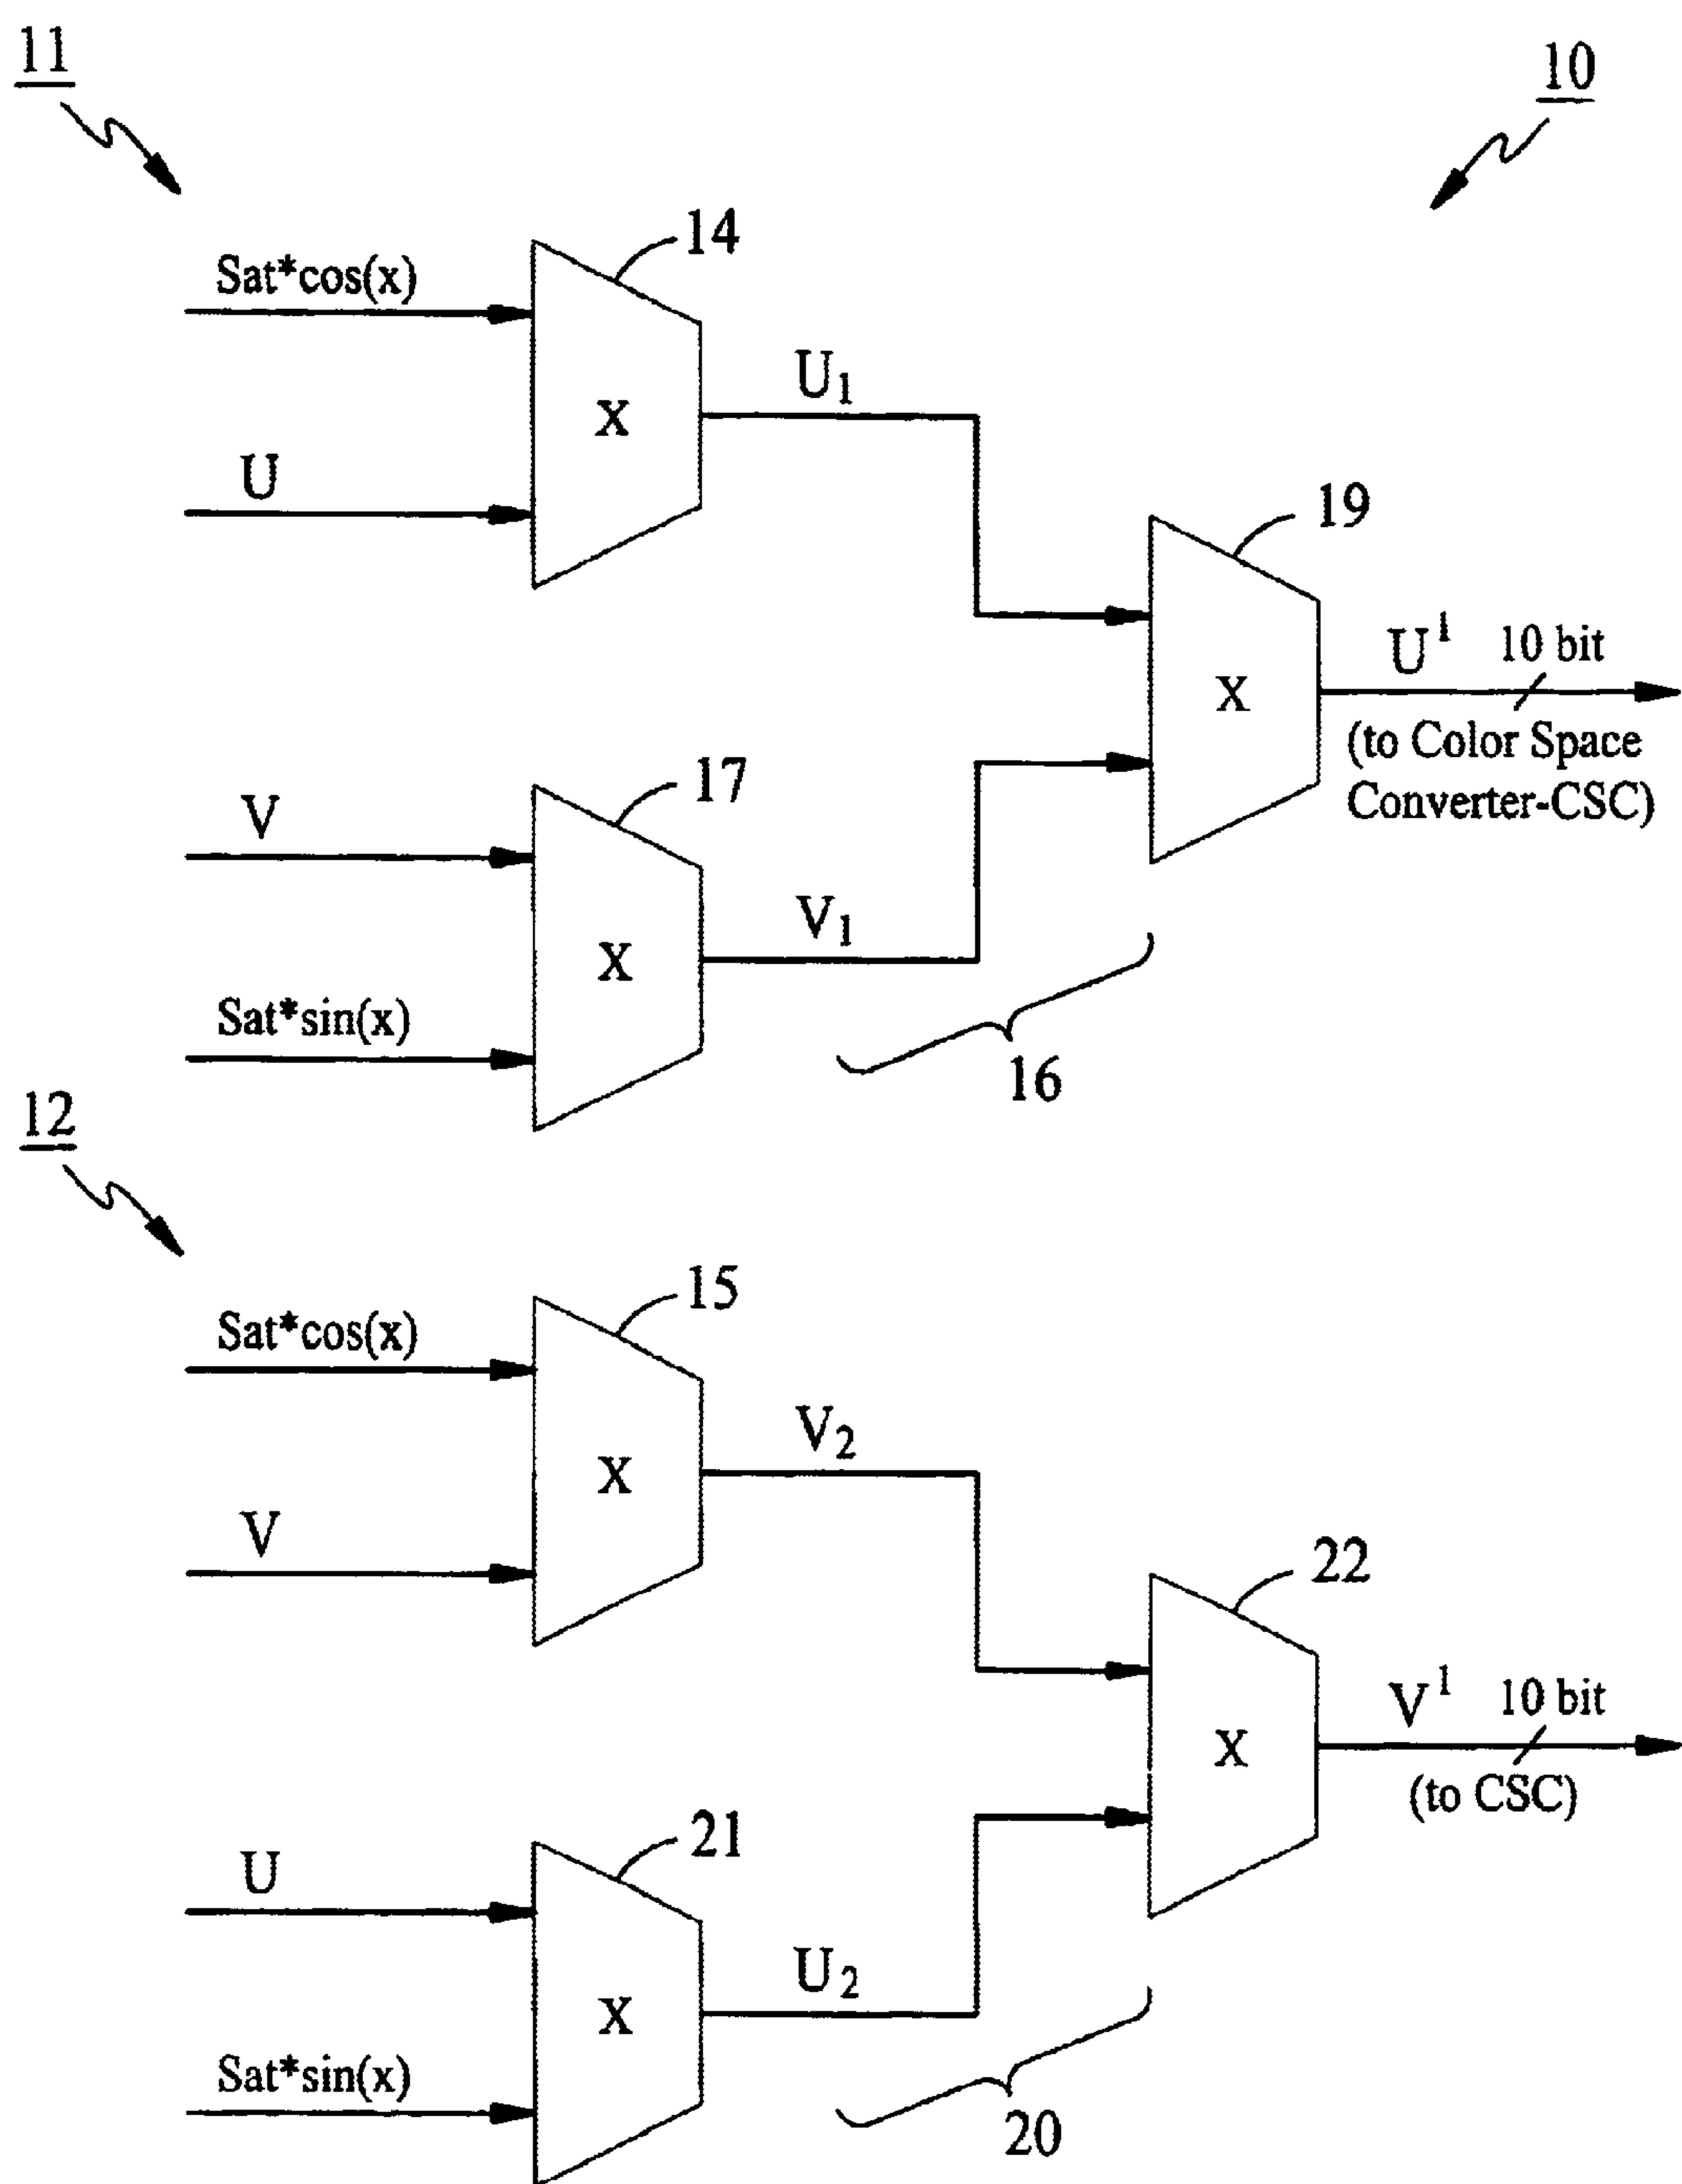 11
10
14
Sat*cos(x)
U₁
x
U
19
U¹ 10 bit
x
(to Color Space
Converter-CSC)
17
V
V₁
x
Sat*sin(x)
16
12
15
Sat*cos(x)
V₂
x
V
22
V¹ 10 bit
x
(to CSC)
21
U
U₂
x
Sat*sin(x)
20